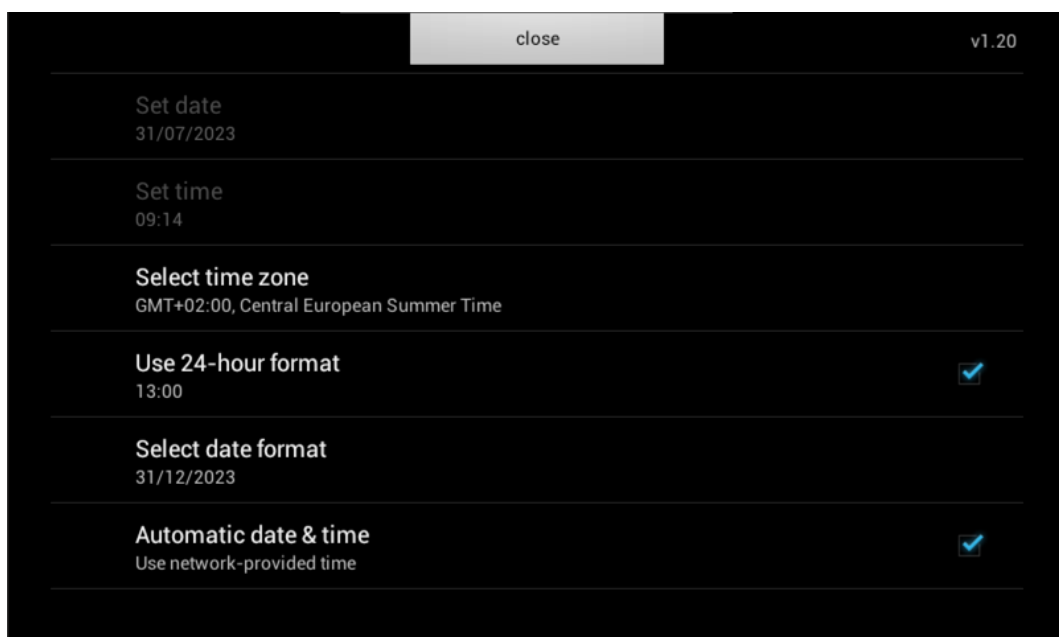 close
v1.20
Set date
31/07/2023
Set time
09:14
Select time zone
GMT+02:00, Central European Summer Time
Use 24-hour format
13:00
Select date format
31/12/2023
Automatic date & time
Use network-provided time